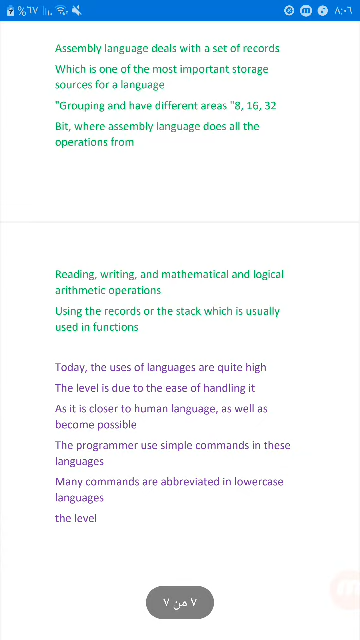 %٦٧ ٨:٠٦
Assembly language deals with a set of records
Which is one of the most important storage
sources for a language
"Grouping and have different areas "8, 16, 32
Bit, where assembly language does all the
operations from
Reading, writing, and mathematical and logical
arithmetic operations
Using the records or the stack which is usually
used in functions
Today, the uses of languages are quite high
The level is due to the ease of handling it
As it is closer to human language, as well as
become possible
The programmer use simple commands in these
languages
Many commands are abbreviated in lowercase
languages
the level
٧ من ٧